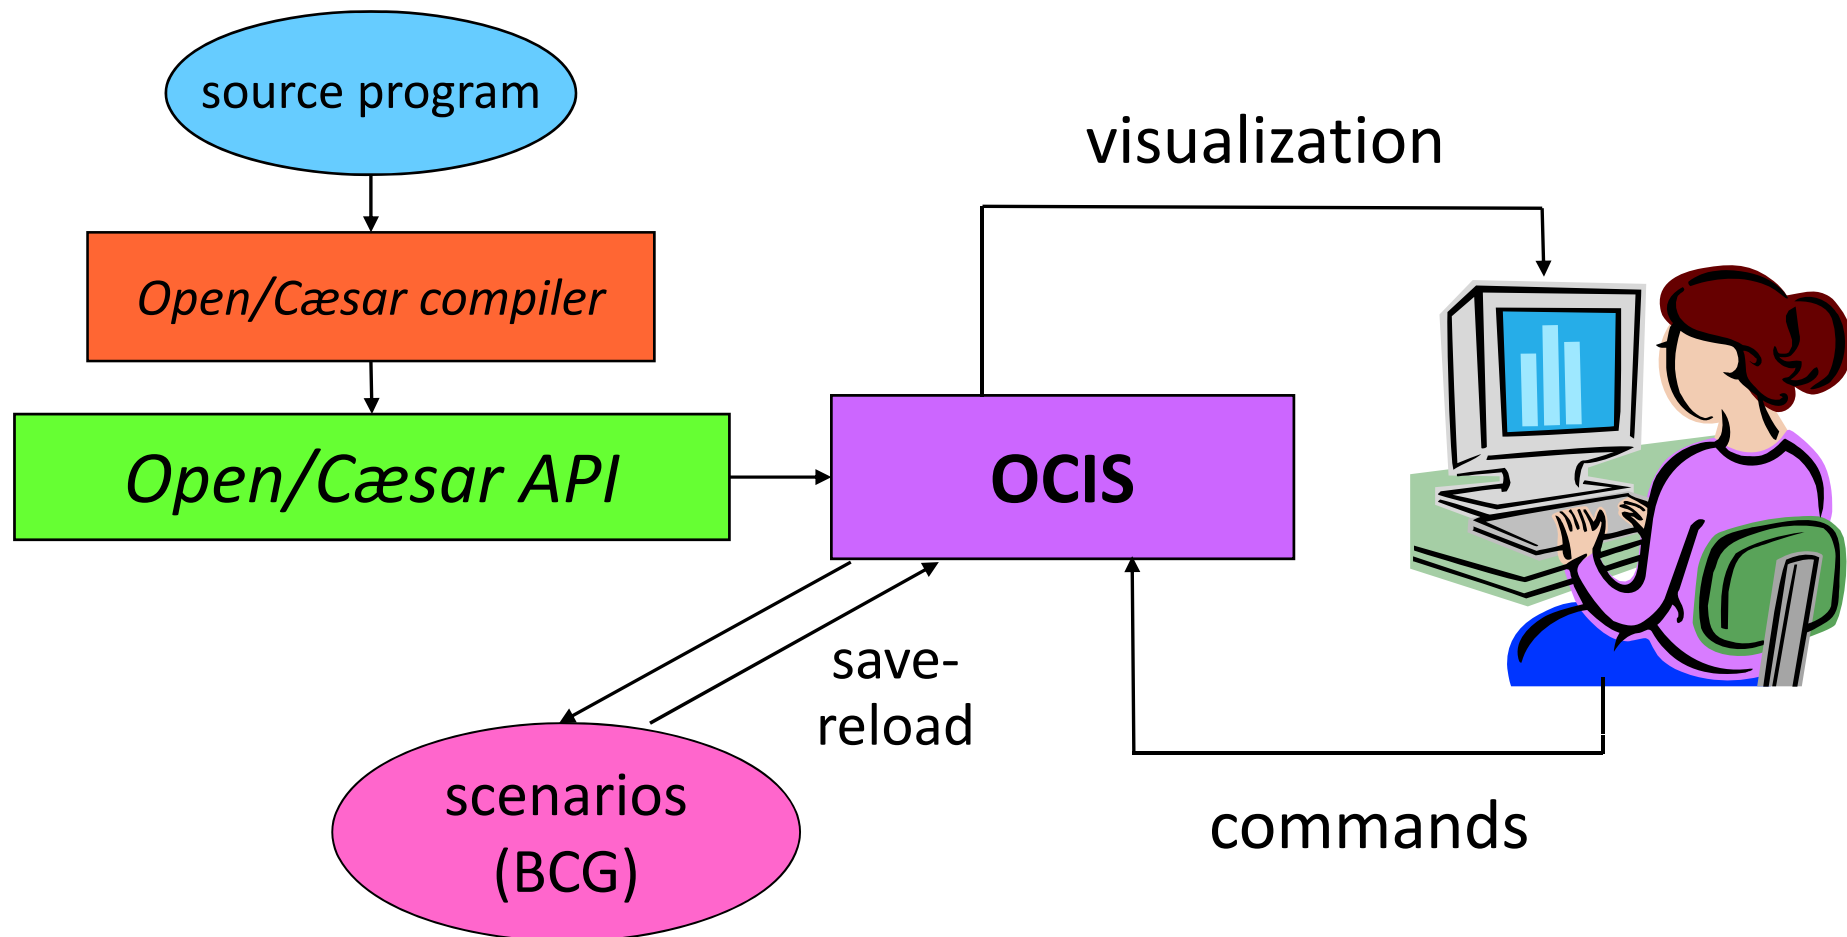 source program
visualization
Open/Cæsar compiler
Open/Cæsar API
OCIS
save-
reload
scenarios
(BCG)
commands